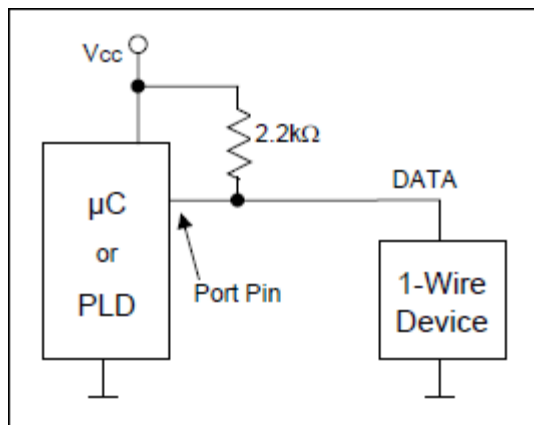 Vcc
2.2kΩ
DATA
µC
or
PLD
Port Pin
1-Wire
Device